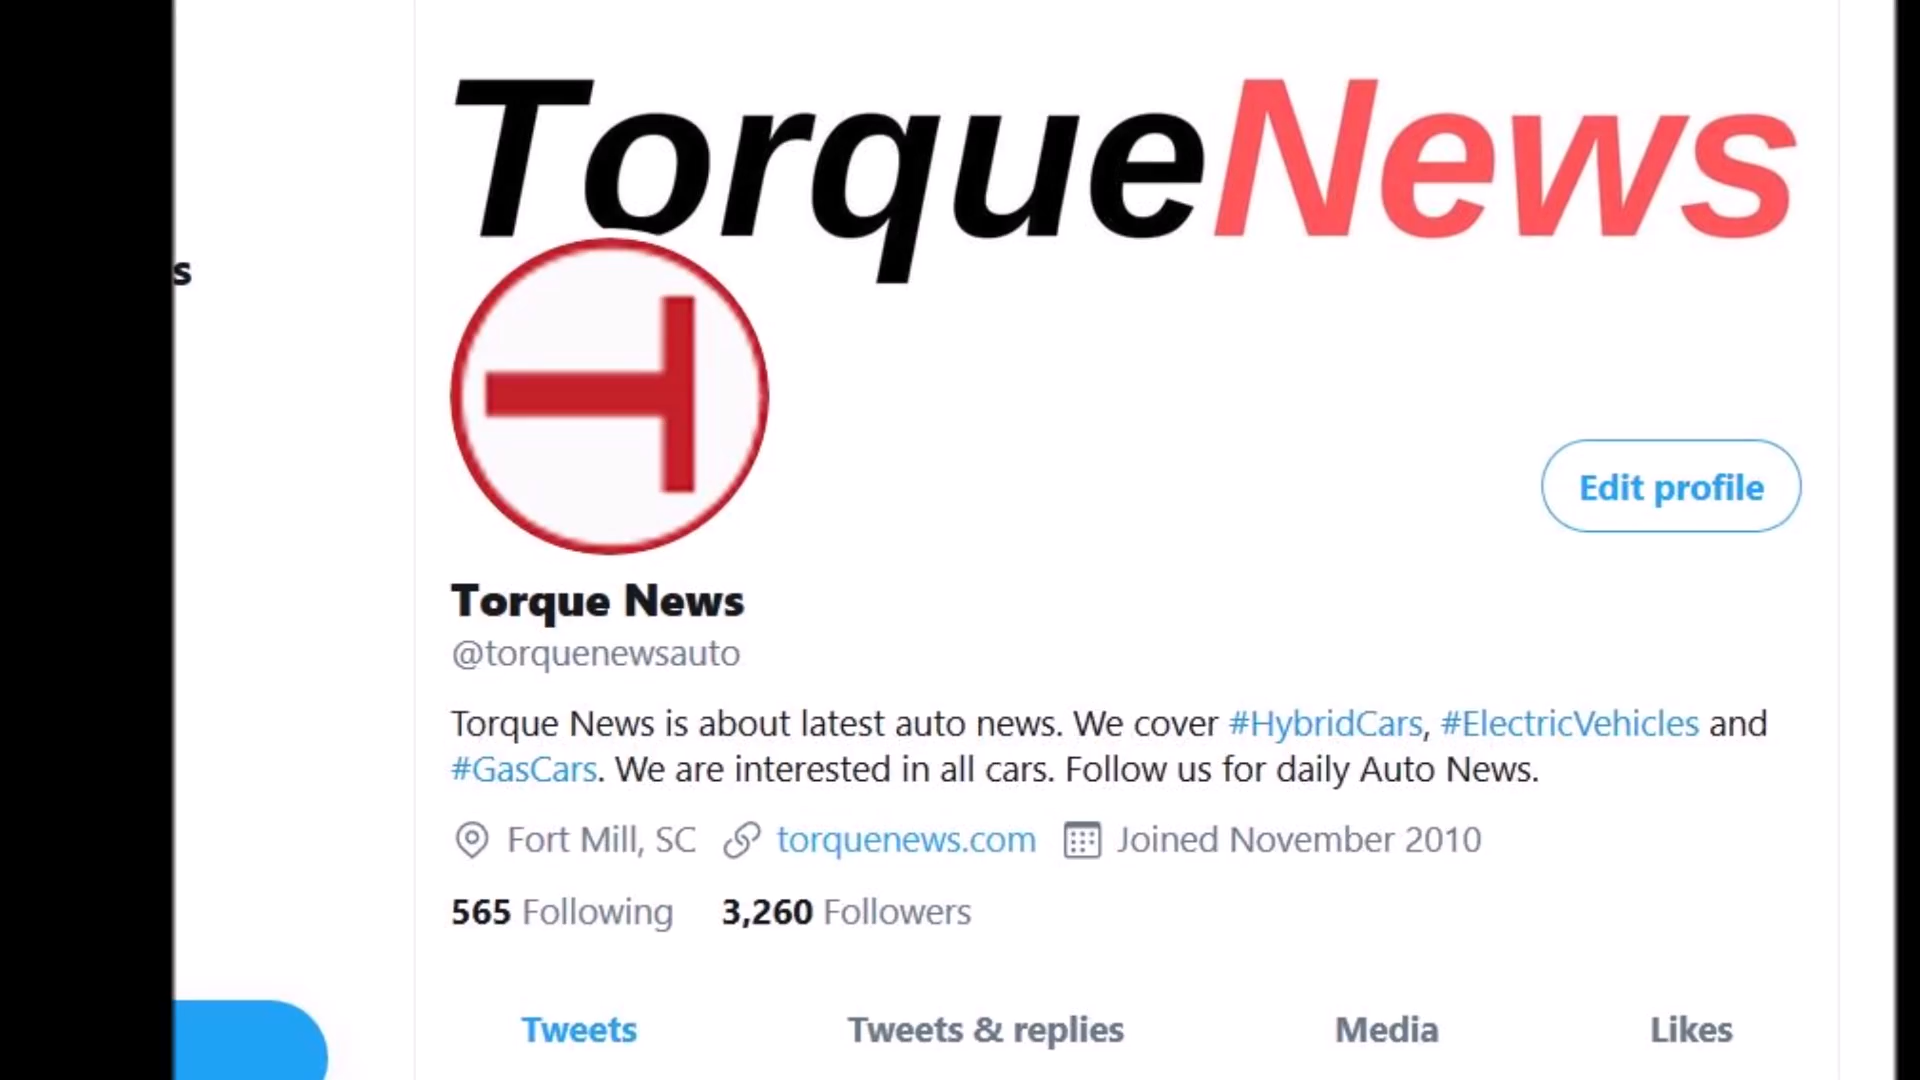 TorqueNews
T
s
Edit profile
Torque News
@torquenewsauto
Torque News is about latest auto news. We cover #HybridCars, #ElectricVehicles and
#GasCars. We are interested in all cars. Follow us for daily Auto News.
Fort Mill, SC torquenews.com Joined November 2010
565 Following 3,260 Followers
Tweets Tweets & replies Media Likes